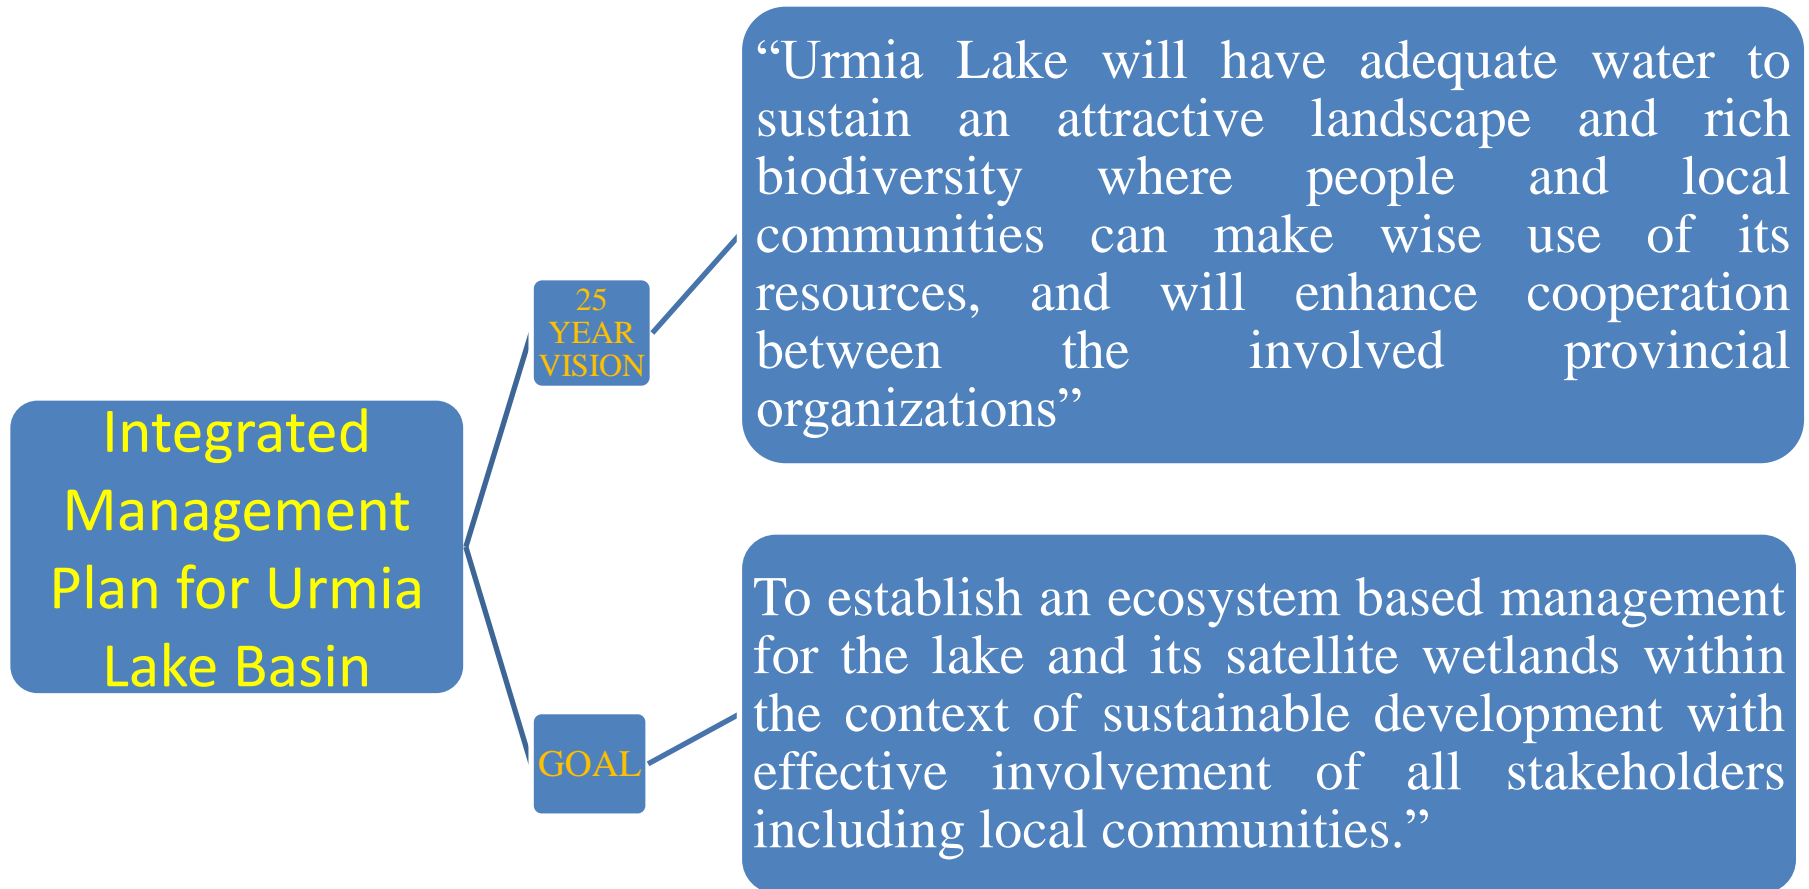 Integrated
Management
Plan for Urmia
Lake Basin
25
YEAR
VISION
“Urmia Lake will have adequate water to
sustain an attractive landscape and rich
biodiversity where people and local
communities can make wise use of its
resources, and will enhance cooperation
between the involved provincial
organizations”
GOAL
To establish an ecosystem based management
for the lake and its satellite wetlands within
the context of sustainable development with
effective involvement of all stakeholders
including local communities.”